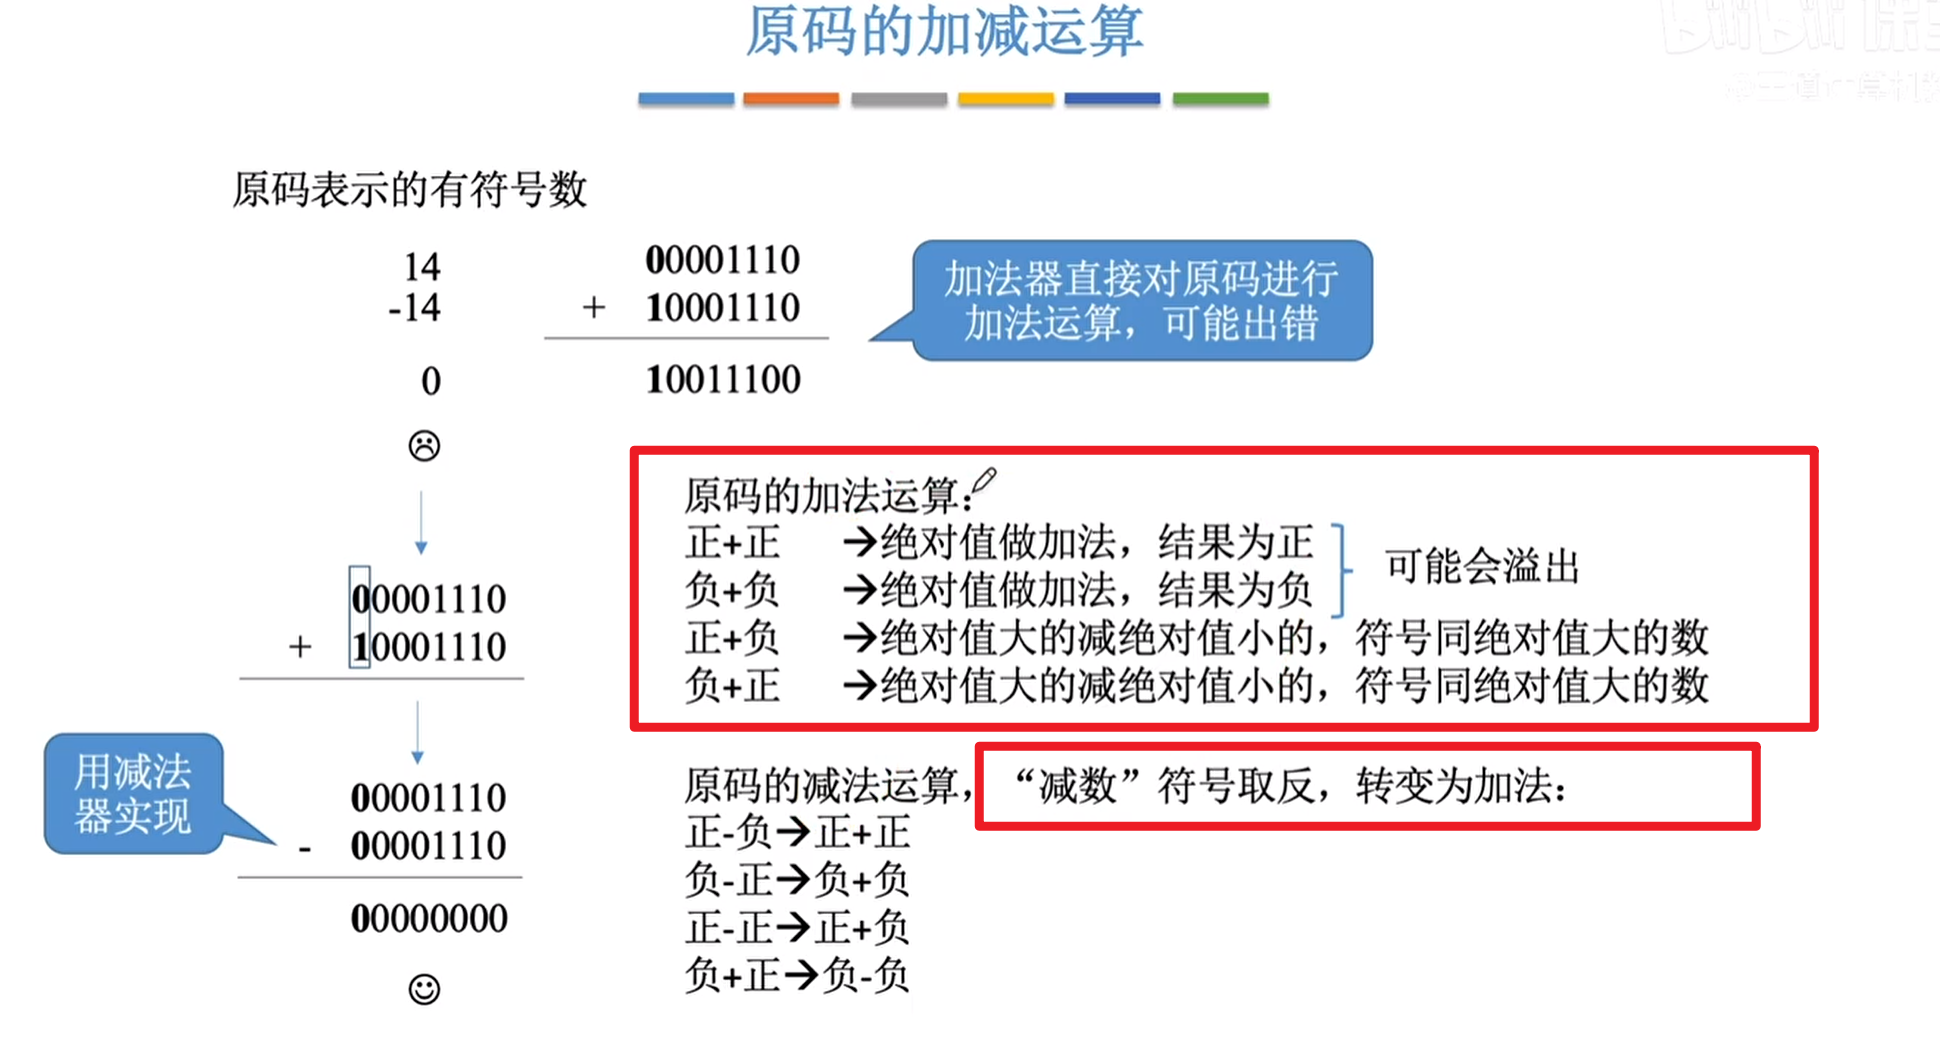 原码的加减运算
原码表示的有符号数
14
-14
0
00001110
+ 10001110
10011100
加法器直接对原码进行
加法运算，可能出错
00001110
+ 10001110
用减法
器实现
00001110
- 00001110
00000000
原码的加法运算：
正+正 →绝对值做加法，结果为正
负+负 →绝对值做加法，结果为负
可能会溢出
正+负 →绝对值大的减绝对值小的，符号同绝对值大的数
负+正 →绝对值大的减绝对值小的，符号同绝对值大的数
原码的减法运算，“减数”符号取反，转变为加法：
正-负→正+正
负-正→负+负
正-正→正+负
负+正→负-负